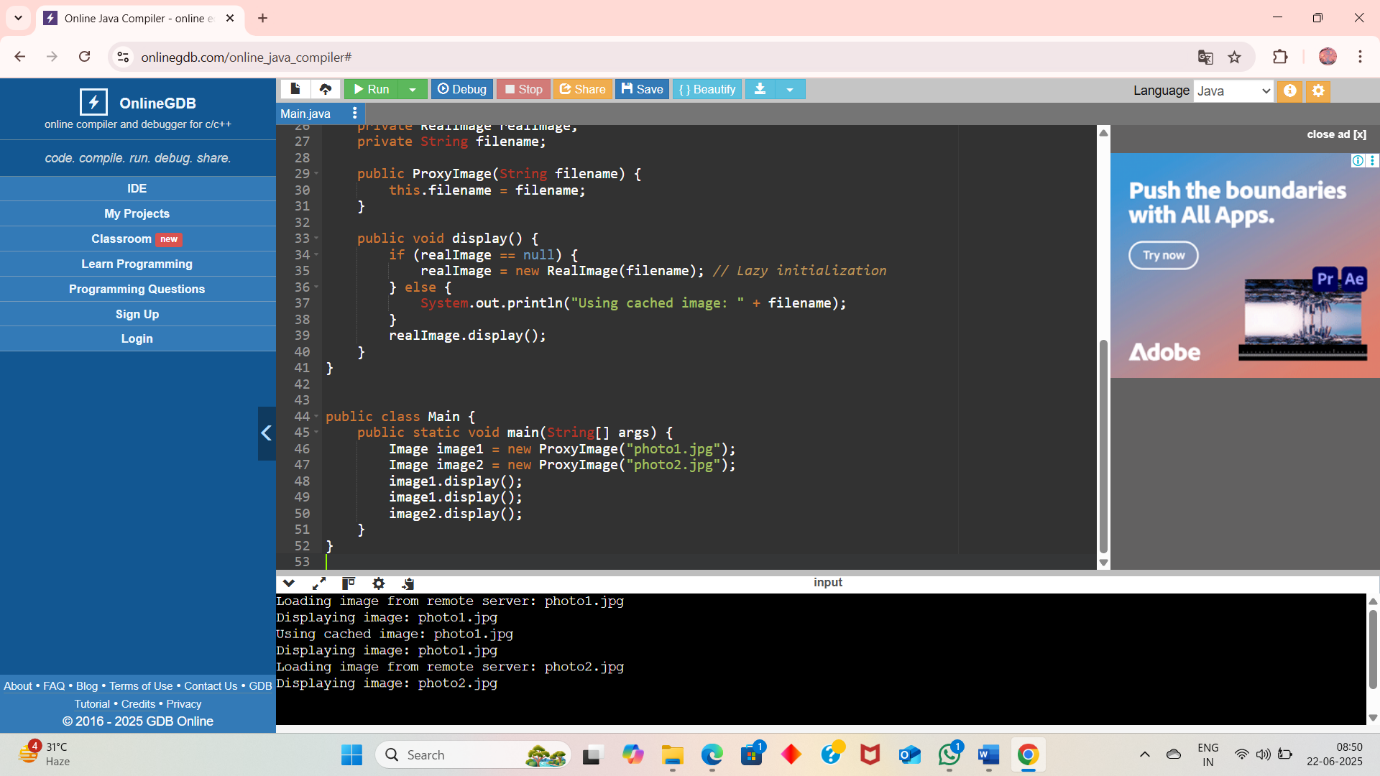 Online Java Compiler - online e
onlinegdb.com/online_java_compiler#
OnlineGDB
online compiler and debugger for c/c++
code. compile. run. debug. share.
IDE
My Projects
Classroom new
Learn Programming
Programming Questions
Sign Up
Login
About • FAQ • Blog • Terms of Use • Contact Us • GDB
Tutorial • Credits • Privacy
© 2016 - 2025 GDB Online
Run Debug Stop Share Save { } Beautify
Language Java
Main.java
26 private RealImage realImage;
27 private String filename;
28
29 public ProxyImage(String filename) {
30 this.filename = filename;
31 }
32
33 public void display() {
34 if (realImage == null) {
35 realImage = new RealImage(filename); // Lazy initialization
36 } else {
37 System.out.println("Using cached image: " + filename);
38 }
39 realImage.display();
40 }
41 }
42
43
44 public class Main {
45 public static void main(String[] args) {
46 Image image1 = new ProxyImage("photo1.jpg");
47 Image image2 = new ProxyImage("photo2.jpg");
48 image1.display();
49 image1.display();
50 image2.display();
51 }
52 }
53
close ad [x]
Push the boundaries
with All Apps.
Try now
Pr Ae
Adobe
input
Loading image from remote server: photo1.jpg
Displaying image: photo1.jpg
Using cached image: photo1.jpg
Displaying image: photo1.jpg
Loading image from remote server: photo2.jpg
Displaying image: photo2.jpg
4
31°C
Haze
Search
1
1
ENG
IN
08:50
22-06-2025